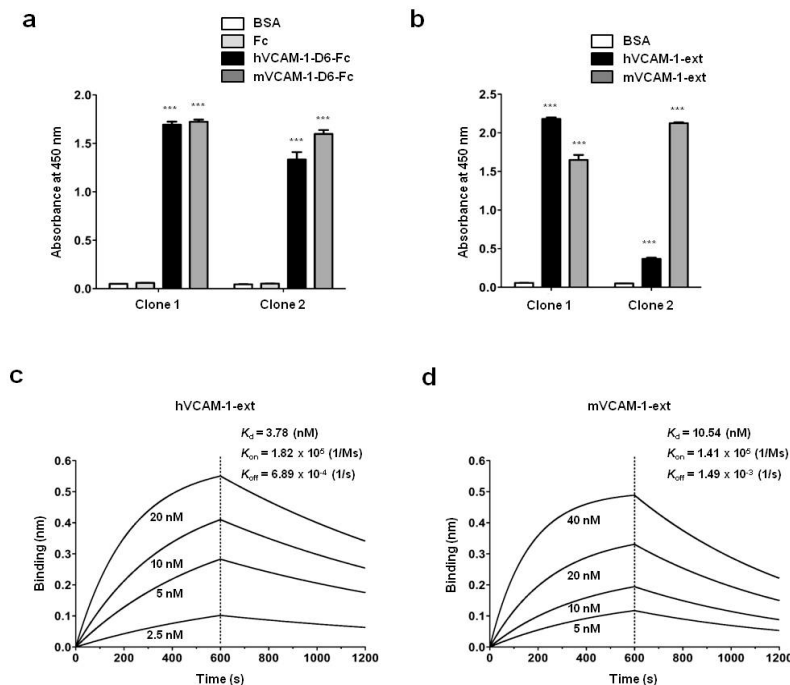 a
BSA
Fc
hVCAM-1-D6-Fc
mVCAM-1-D6-Fc
Absorbance at 450 nm
2.0
1.5
1.0
0.5
0.0
*** ***
*** ***
Clone 1 Clone 2
b
BSA
hVCAM-1-ext
mVCAM-1-ext
Absorbance at 450 nm
2.5
2.0
1.5
1.0
0.5
0.0
***
***
***
***
Clone 1 Clone 2
c
hVCAM-1-ext
Kd = 3.78 (nM)
Kon = 1.82 x 10⁵ (1/Ms)
Koff = 6.89 x 10⁻⁴ (1/s)
Binding (nm)
0.6
0.5
0.4
0.3
0.2
0.1
0.0
20 nM
10 nM
5 nM
2.5 nM
0 200 400 600 800 1000 1200
Time (s)
d
mVCAM-1-ext
Kd = 10.54 (nM)
Kon = 1.41 x 10⁵ (1/Ms)
Koff = 1.49 x 10⁻³ (1/s)
Binding (nm)
0.6
0.5
0.4
0.3
0.2
0.1
0.0
40 nM
20 nM
10 nM
5 nM
0 200 400 600 800 1000 1200
Time (s)